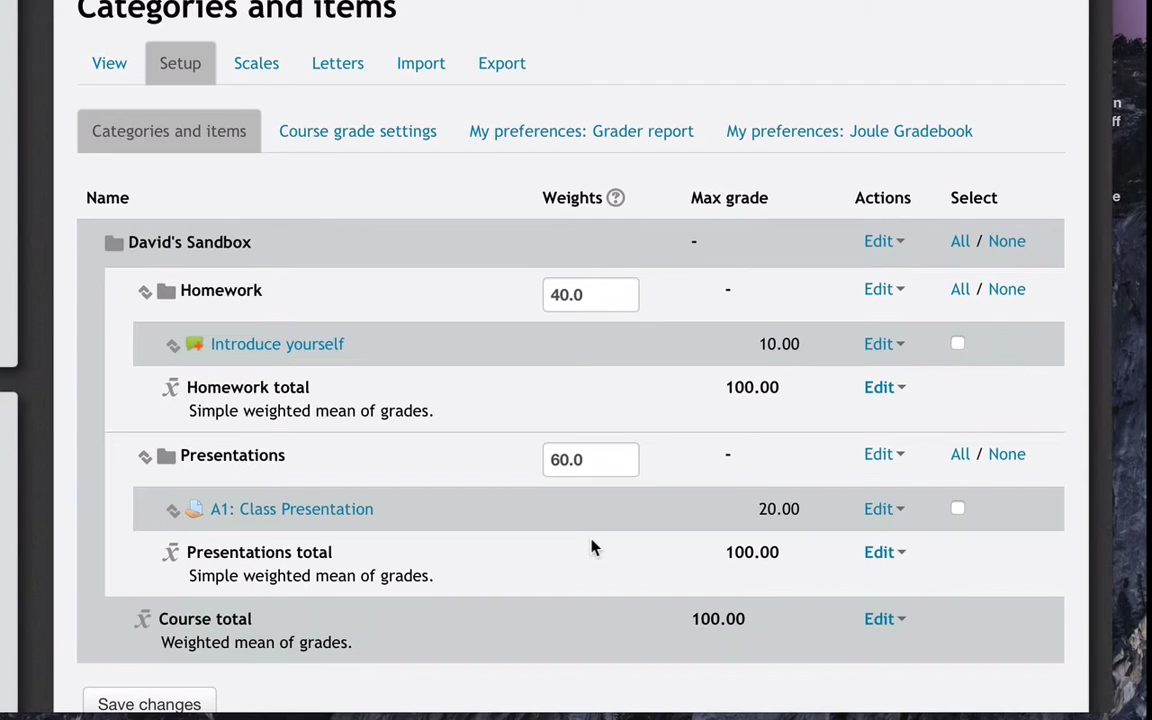 Categories and items
View Setup Scales Letters Import Export
Categories and items Course grade settings My preferences: Grader report My preferences: Joule Gradebook
Name Weights Max grade Actions Select
David's Sandbox - Edit All / None
Homework 40.0 - Edit All / None
Introduce yourself 10.00 Edit
Homework total 100.00 Edit
Simple weighted mean of grades.
Presentations 60.0 - Edit All / None
A1: Class Presentation 20.00 Edit
Presentations total 100.00 Edit
Simple weighted mean of grades.
Course total 100.00 Edit
Weighted mean of grades.
Save changes